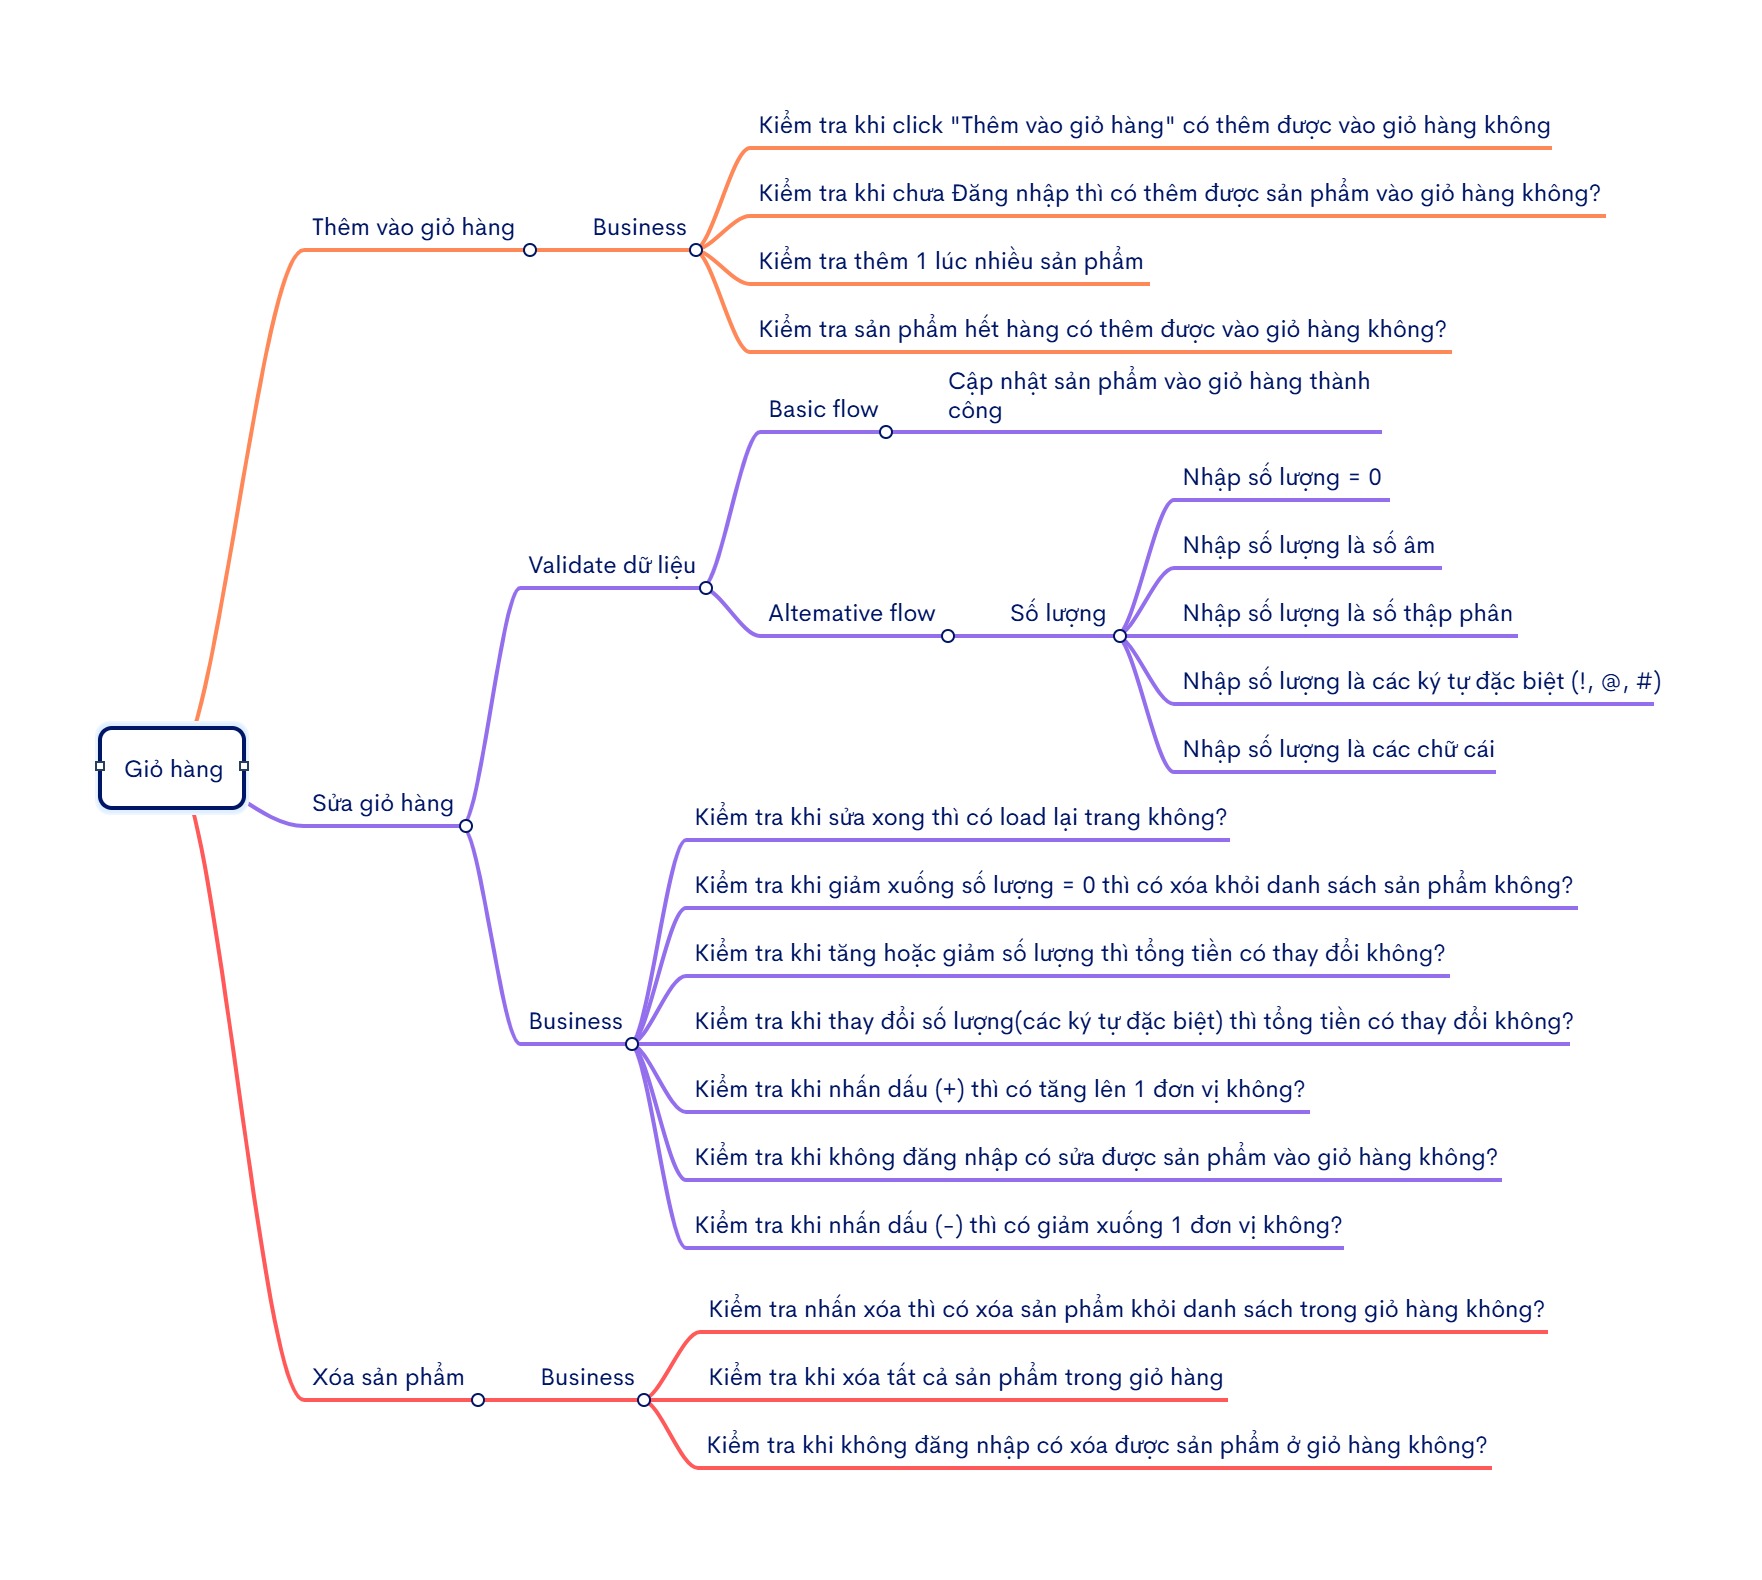 Kiểm tra khi click "Thêm vào giỏ hàng" có thêm được vào giỏ hàng không
Kiểm tra khi chưa Đăng nhập thì có thêm được sản phẩm vào giỏ hàng không?
Thêm vào giỏ hàng
Business
Kiểm tra thêm 1 lúc nhiều sản phẩm
Kiểm tra sản phẩm hết hàng có thêm được vào giỏ hàng không?
Cập nhật sản phẩm vào giỏ hàng thành
công
Basic flow
Nhập số lượng = 0
Nhập số lượng là số âm
Validate dữ liệu
Altemative flow
Số lượng
Nhập số lượng là số thập phân
Nhập số lượng là các ký tự đặc biệt (!, @, #)
Nhập số lượng là các chữ cái
Giỏ hàng
Sửa giỏ hàng
Kiểm tra khi sửa xong thì có load lại trang không?
Kiểm tra khi giảm xuống số lượng = 0 thì có xóa khỏi danh sách sản phẩm không?
Kiểm tra khi tăng hoặc giảm số lượng thì tổng tiền có thay đổi không?
Business
Kiểm tra khi thay đổi số lượng(các ký tự đặc biệt) thì tổng tiền có thay đổi không?
Kiểm tra khi nhấn dấu (+) thì có tăng lên 1 đơn vị không?
Kiểm tra khi không đăng nhập có sửa được sản phẩm vào giỏ hàng không?
Kiểm tra khi nhấn dấu (-) thì có giảm xuống 1 đơn vị không?
Kiểm tra nhấn xóa thì có xóa sản phẩm khỏi danh sách trong giỏ hàng không?
Xóa sản phẩm
Business
Kiểm tra khi xóa tất cả sản phẩm trong giỏ hàng
Kiểm tra khi không đăng nhập có xóa được sản phẩm ở giỏ hàng không?